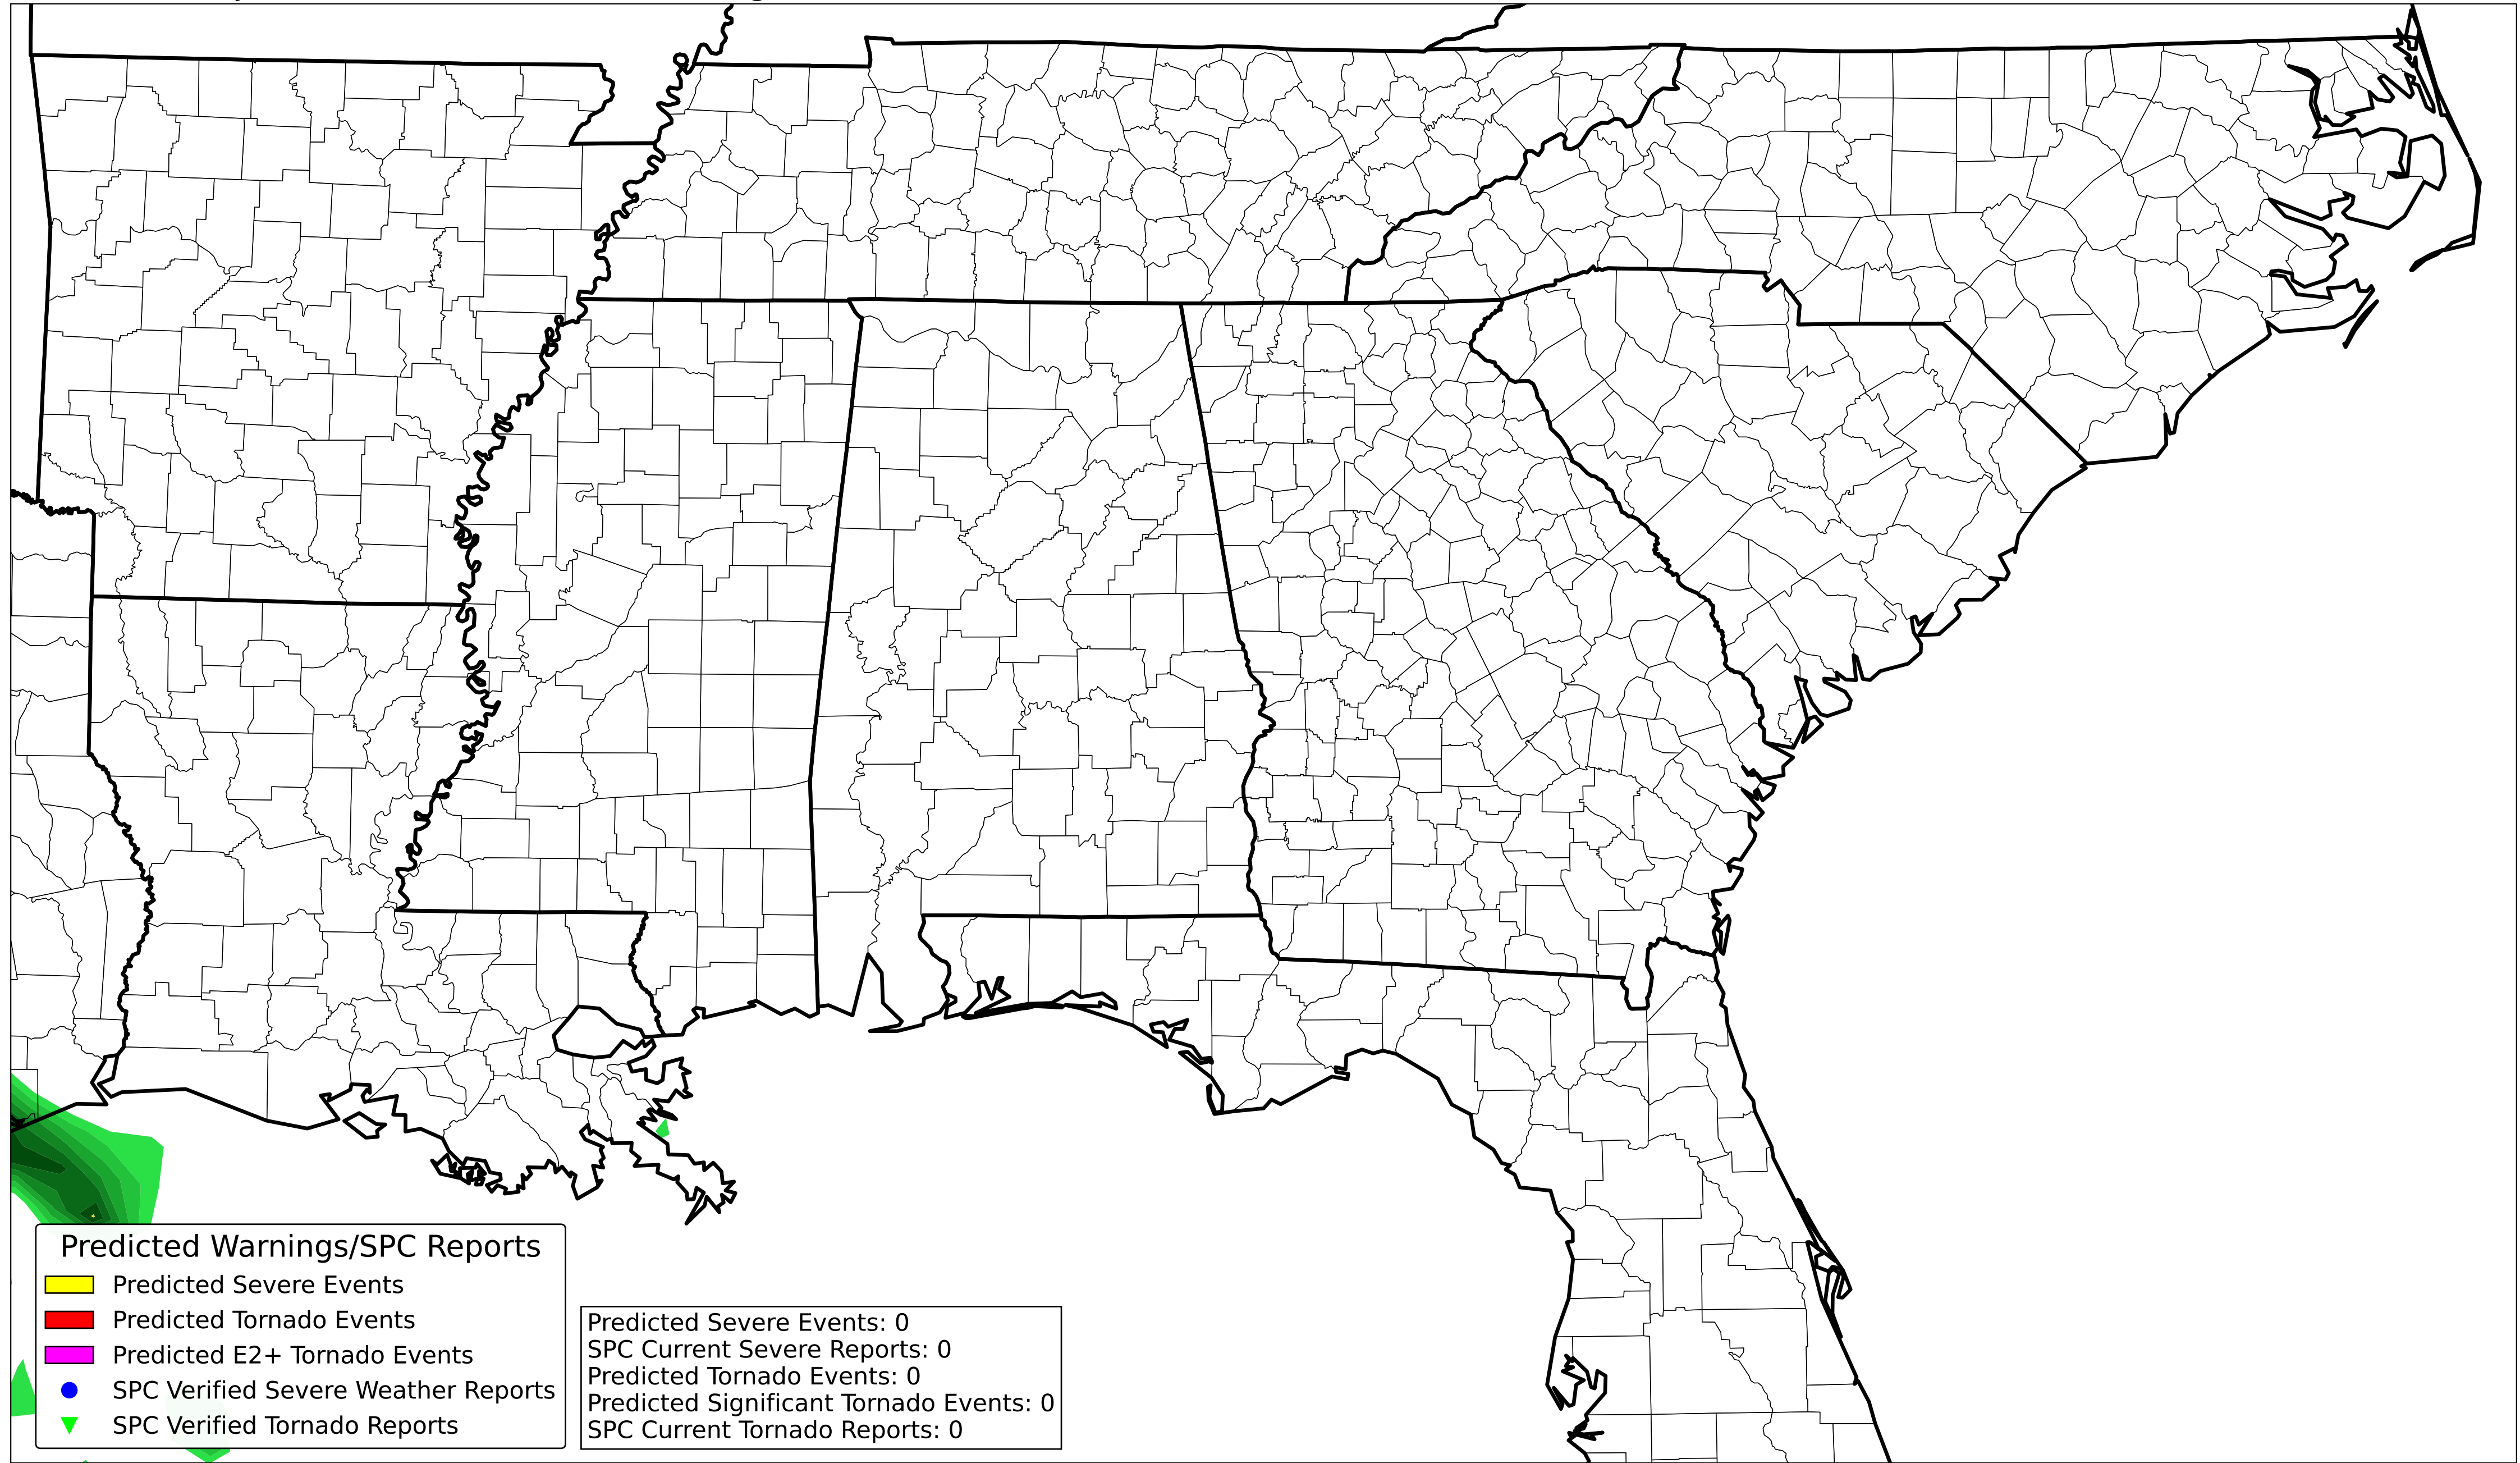 Predicted Warnings/SPC Reports
Predicted Severe Events
Predicted Tornado Events
Predicted E2+ Tornado Events
SPC Verified Severe Weather Reports
SPC Verified Tornado Reports
Predicted Severe Events: 0
SPC Current Severe Reports: 0
Predicted Tornado Events: 0
Predicted Significant Tornado Events: 0
SPC Current Tornado Reports: 0